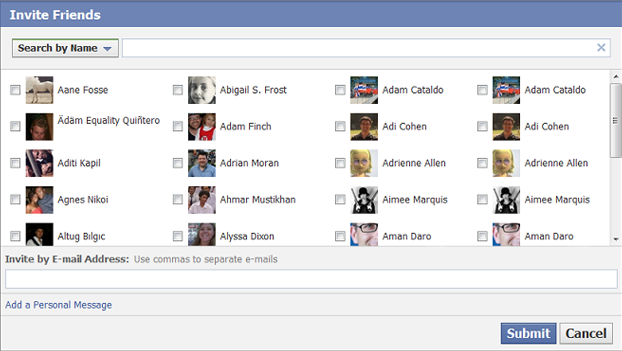 Invite Friends
Search by Name
Aane Fosse Abigail S. Frost Adam Cataldo Adam Cataldo
Ädäm Equality Quiñtero Adam Finch Adi Cohen Adi Cohen
Aditi Kapil Adrian Moran Adrienne Allen Adrienne Allen
Agnes Nikoi Ahmar Mustikhan Aimee Marquis Aimee Marquis
Altug Bılgıc Alyssa Dixon Aman Daro Aman Daro
Invite by E-mail Address: Use commas to separate e-mails
Add a Personal Message
Submit Cancel